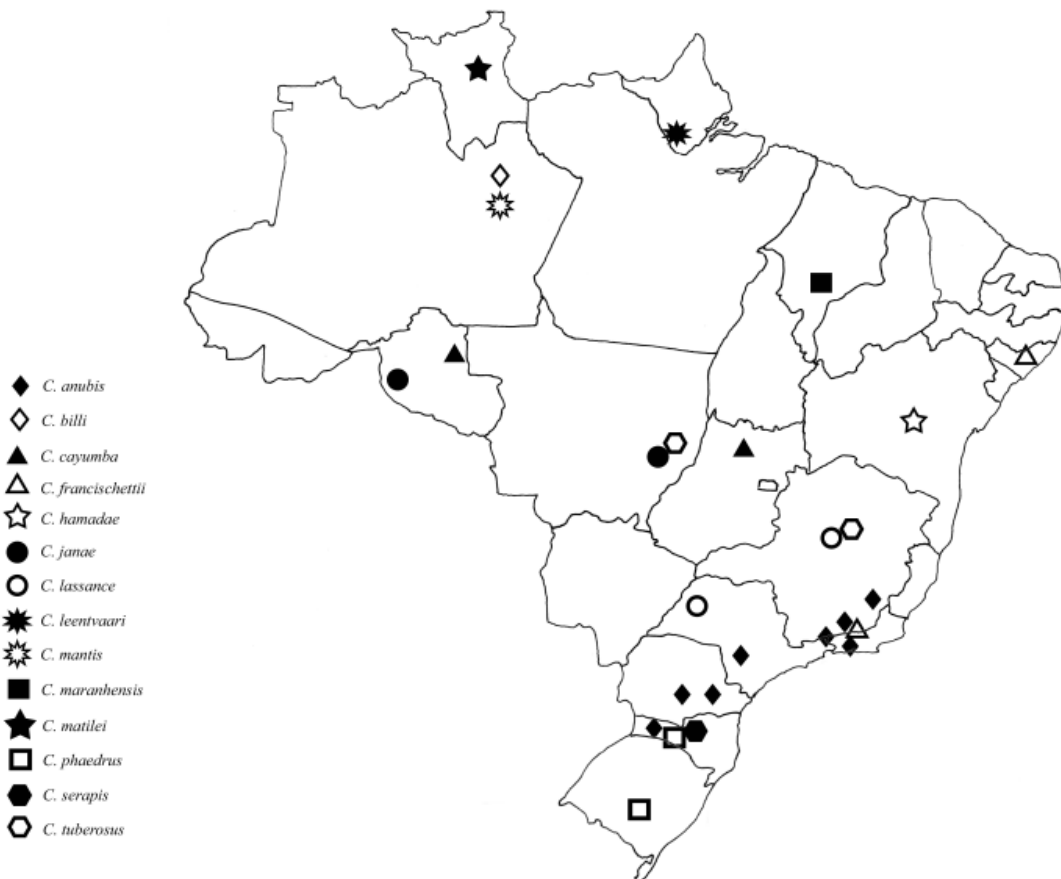 C. anubis
C. billi
C. cayumba
C. francischettii
C. hamadae
C. janae
C. lassance
C. leentvaari
C. mantis
C. maranhensis
C. matilei
C. phaedrus
C. serapis
C. tuberosus